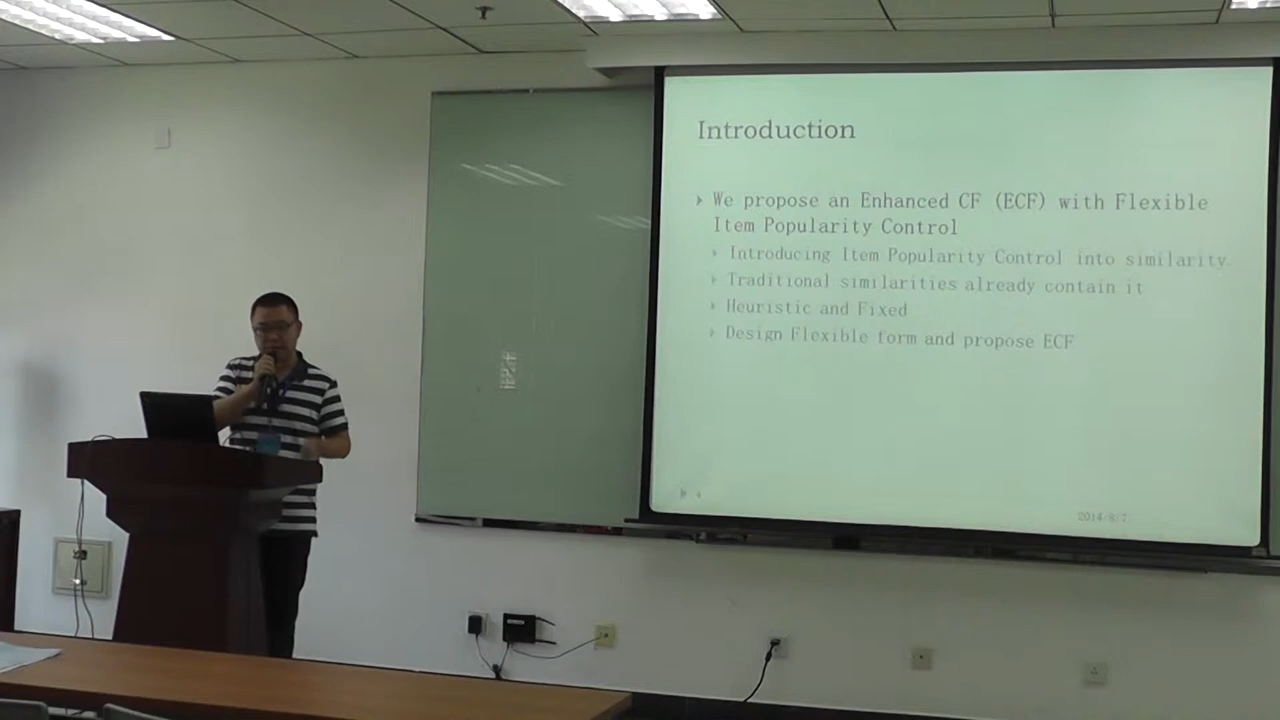 Introduction
We propose an Enhanced CF (ECF) with Flexible
Item Popularity Control
Introducing Item Popularity Control into similarity
Traditional similarities already contain it
Heuristic and Fixed
Design Flexible form and propose ECF
4
2014/8/7